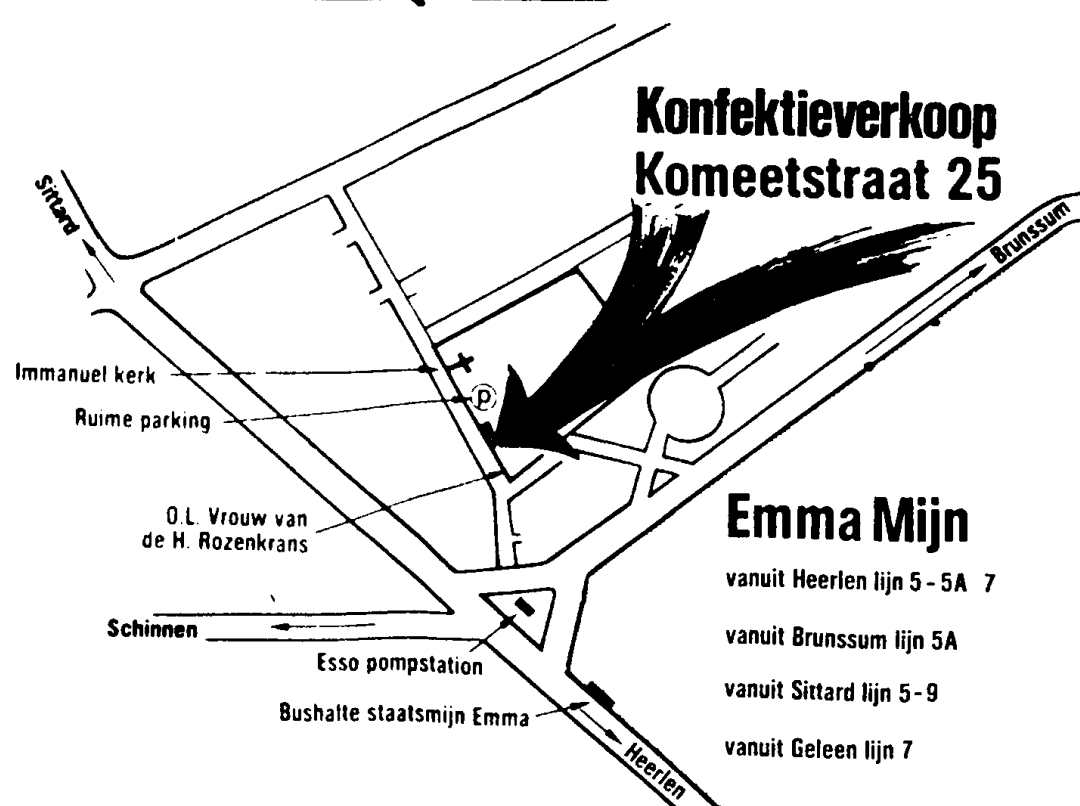 Konfektieverkoop
Komeetstraat 25
Sittard
Brunssum
Immanuel kerk
P
Ruime parking
O.L. Vrouw van
de H. Rozenkrans
Emma Mijn
vanuit Heerlen lijn 5 - 5A 7
vanuit Brunssum lijn 5A
vanuit Sittard lijn 5-9
vanuit Geleen lijn 7
Schinnen
Esso pompstation
Bushalte staatsmijn Emma
Heerlen